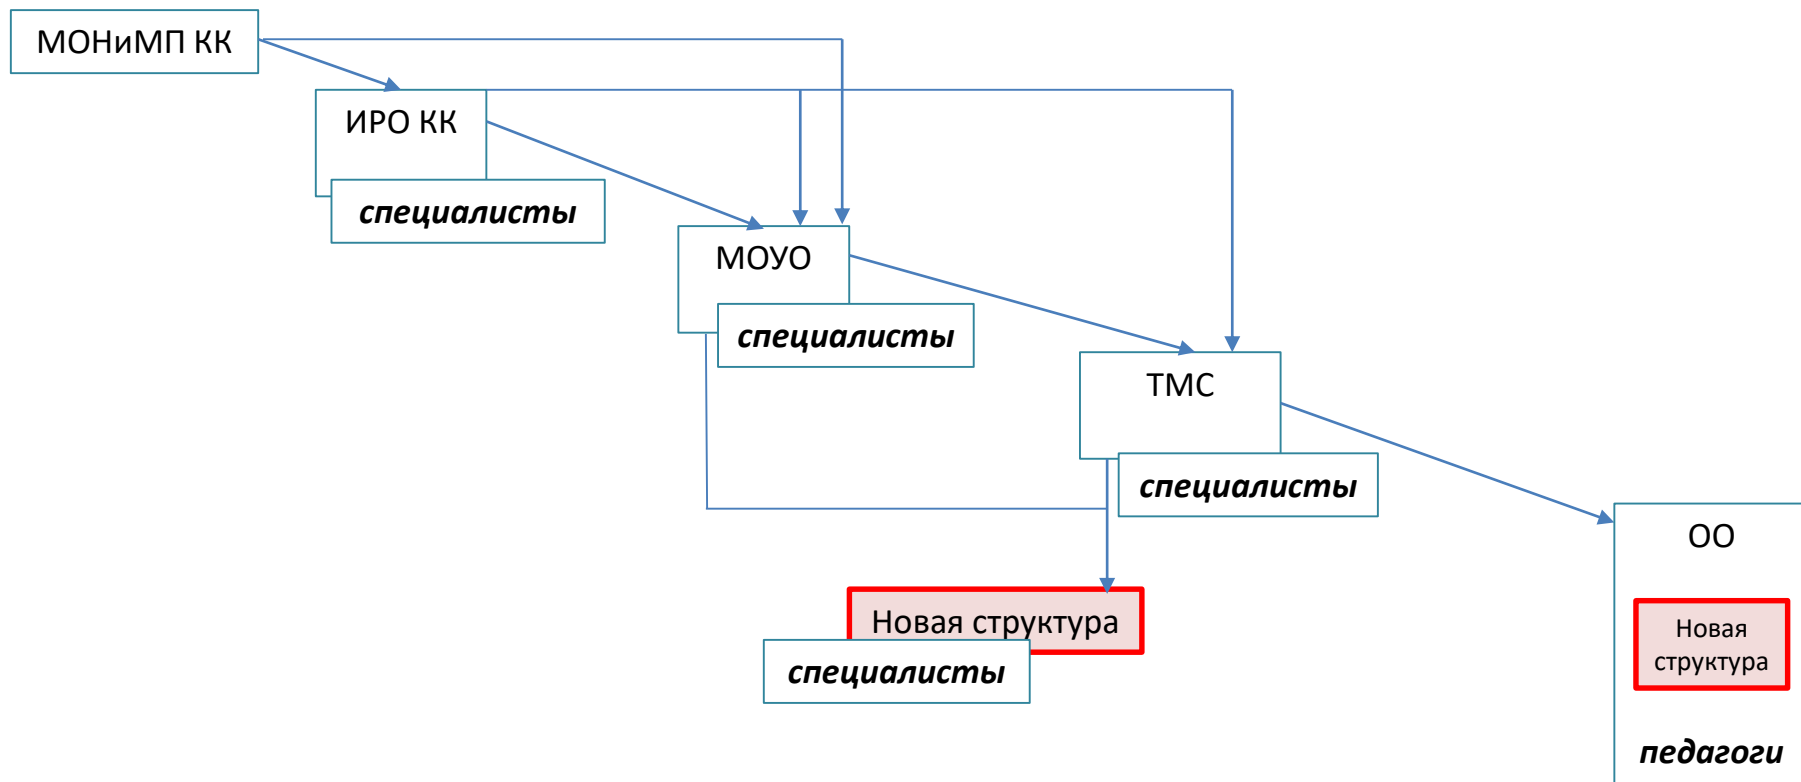 МОНиМП КК
ИРО КК
специалисты
МОУО
специалисты
ТМС
специалисты
ОО
Новая структура
специалисты
Новая
структура
педагоги